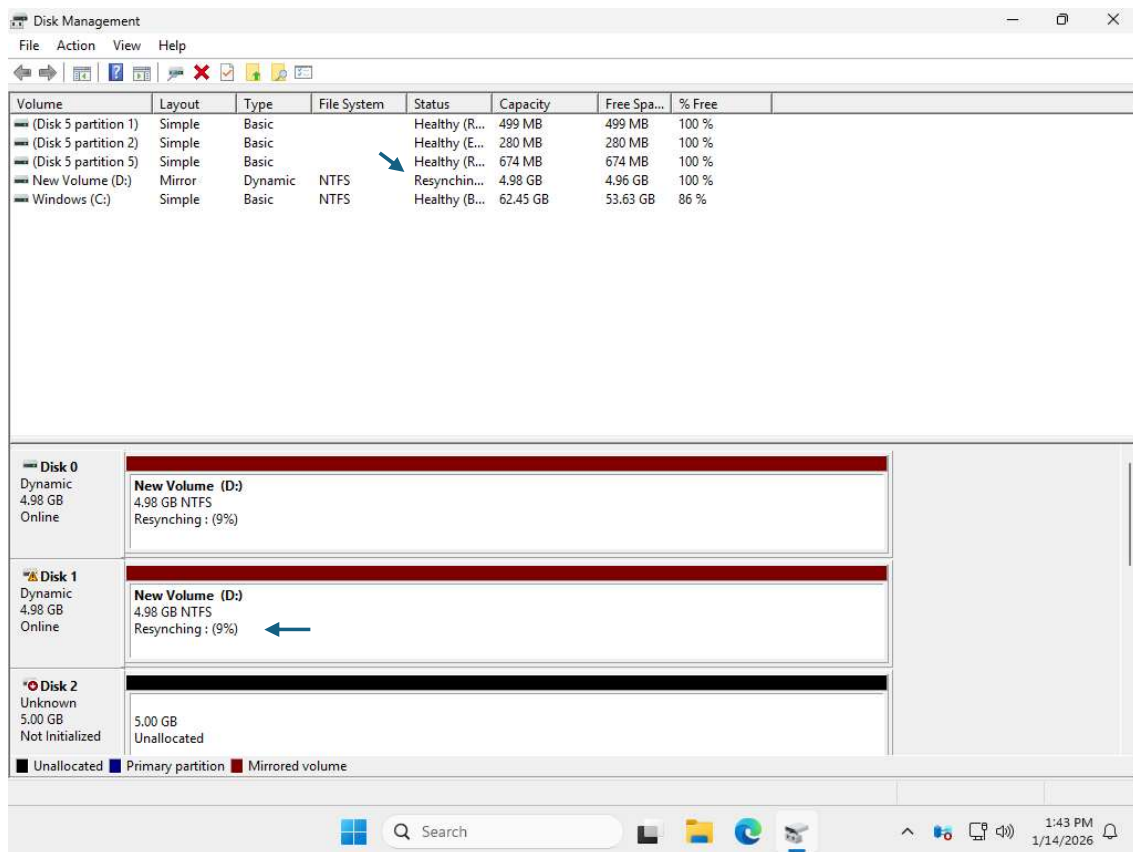 Disk Management
File Action View Help
Volume Layout Type File System Status Capacity Free Spa... % Free
(Disk 5 partition 1) Simple Basic Healthy (R... 499 MB 499 MB 100 %
(Disk 5 partition 2) Simple Basic Healthy (E... 280 MB 280 MB 100 %
(Disk 5 partition 5) Simple Basic Healthy (R... 674 MB 674 MB 100 %
New Volume (D:) Mirror Dynamic NTFS Resynchin... 4.98 GB 4.96 GB 100 %
Windows (C:) Simple Basic NTFS Healthy (B... 62.45 GB 53.63 GB 86 %
Disk 0
Dynamic
4.98 GB
Online
New Volume (D:)
4.98 GB NTFS
Resynching : (9%)
Disk 1
Dynamic
4.98 GB
Online
New Volume (D:)
4.98 GB NTFS
Resynching : (9%)
Disk 2
Unknown
5.00 GB
Not Initialized
5.00 GB
Unallocated
Unallocated Primary partition Mirrored volume
Search
1:43 PM
1/14/2026